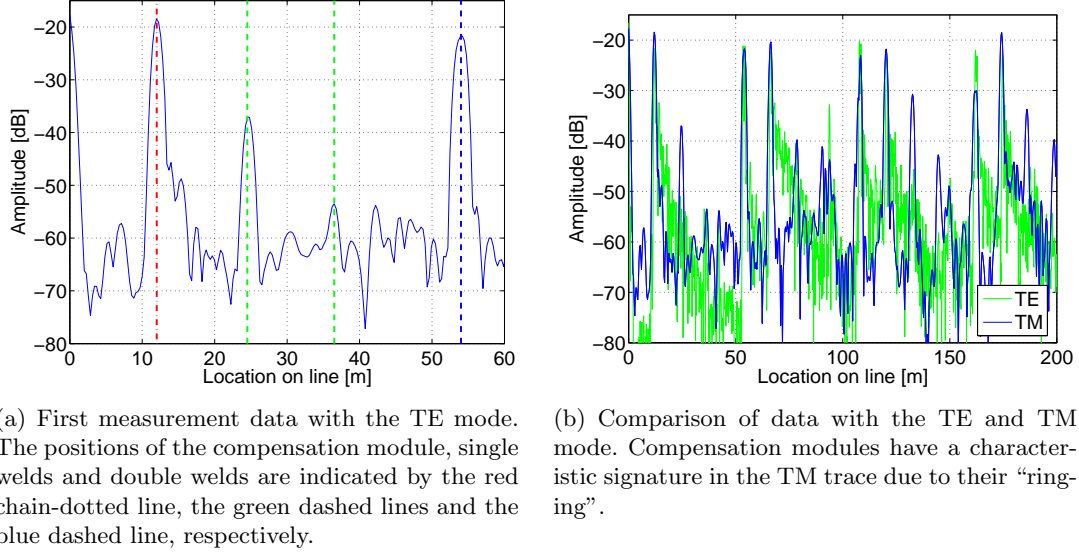 −20
−30
−40
−50
−60
−70
−80
Amplitude [dB]
0 10 20 30 40 50 60
Location on line [m]
−20
−30
−40
−50
−60
−70
−80
Amplitude [dB]
0 50 100 150 200
Location on line [m]
TE
TM
(a) First measurement data with the TE mode.
The positions of the compensation module, single
welds and double welds are indicated by the red
chain-dotted line, the green dashed lines and the
blue dashed line, respectively.
(b) Comparison of data with the TE and TM
mode. Compensation modules have a character-
istic signature in the TM trace due to their “ring-
ing”.